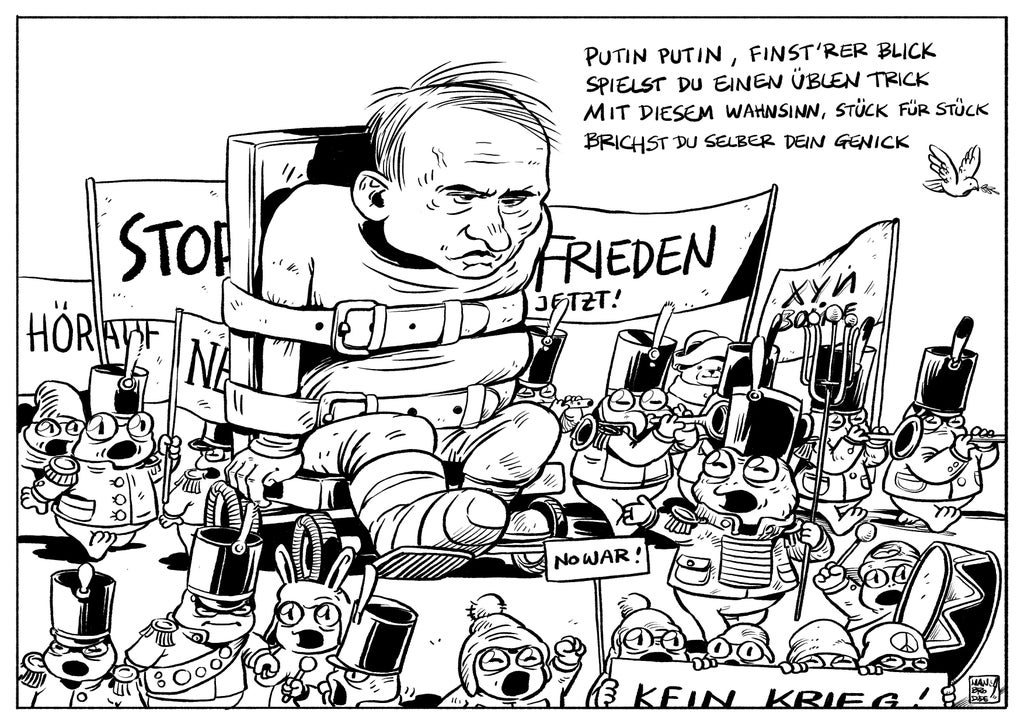 PUTIN PUTIN, FINST'RER BLICK
SPIELST DU EINEN ÜBLEN TRICK
MIT DIESEM WAHNSINN, STÜCK FÜR STÜCK
BRICHST DU SELBER DEIN GENICK
STOP
FRIEDEN
JETZT!
ХУЙ
ВОЙНЕ
HÖR AUF
NO WAR!
KEIN KRIEG!